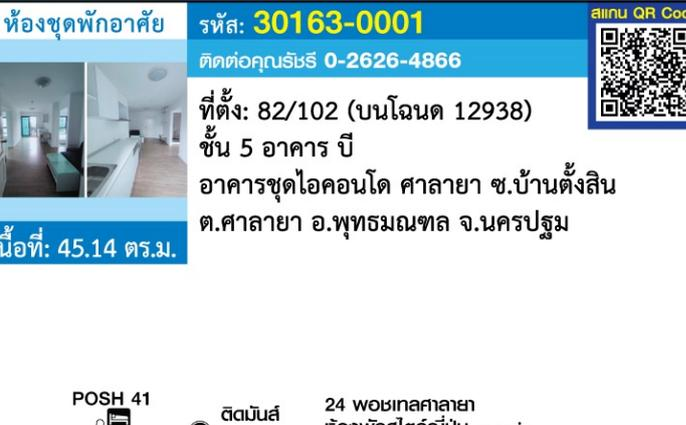 ห้องชุดพักอาศัย
รหัส: 30163-0001
สแกน QR
ติดต่อคุณรัชรี 0-2626-4866
ที่ตั้ง: 82/102 (บนโฉนด 12938)
ชั้น 5 อาคาร บี
อาคารชุดไอคอนโด ศาลายา ซ.บ้านตั้งสิน
ต.ศาลายา อ.พุทธมณฑล จ.นครปฐม
นื้อที่: 45.14 ตร.ม.
POSH 41
ติดมันส์
24 พอชเทลศาลายา